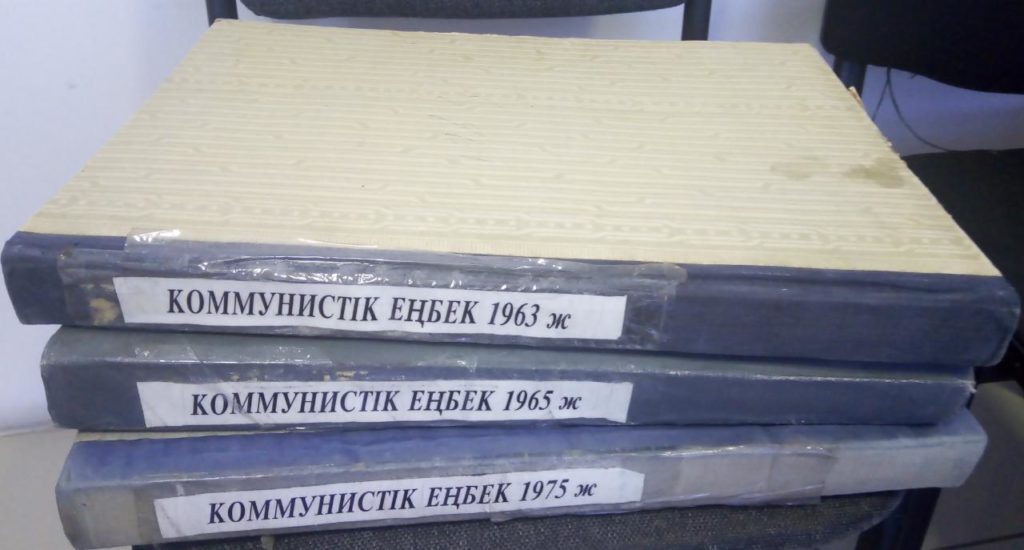 КОММУНИСТІК ЕҢБЕК 1963 ж
КОММУНИСТІК ЕҢБЕК 1965 ж
КОММУНИСТІК ЕҢБЕК 1975 ж